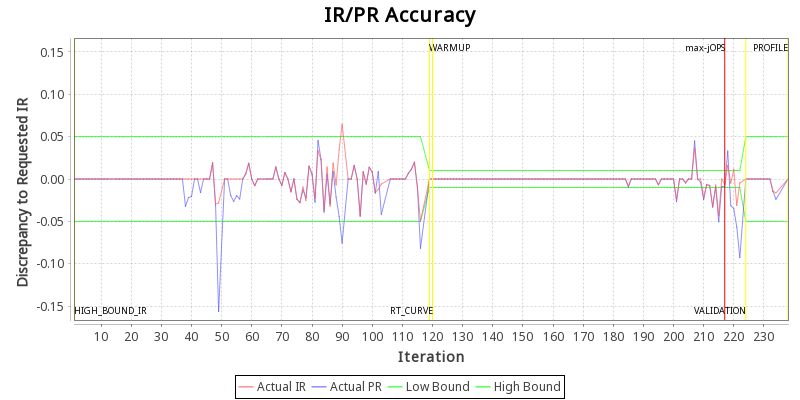 IR/PR Accuracy
Discrepancy to Requested IR
0.15
0.10
0.05
0.00
-0.05
-0.10
-0.15
WARMUP
max-jOPS
PROFILE
HIGH_BOUND_IR
RT_CURVE
VALIDATION
10 20 30 40 50 60 70 80 90 100 110 120 130 140 150 160 170 180 190 200 210 220 230
Iteration
Actual IR Actual PR Low Bound High Bound